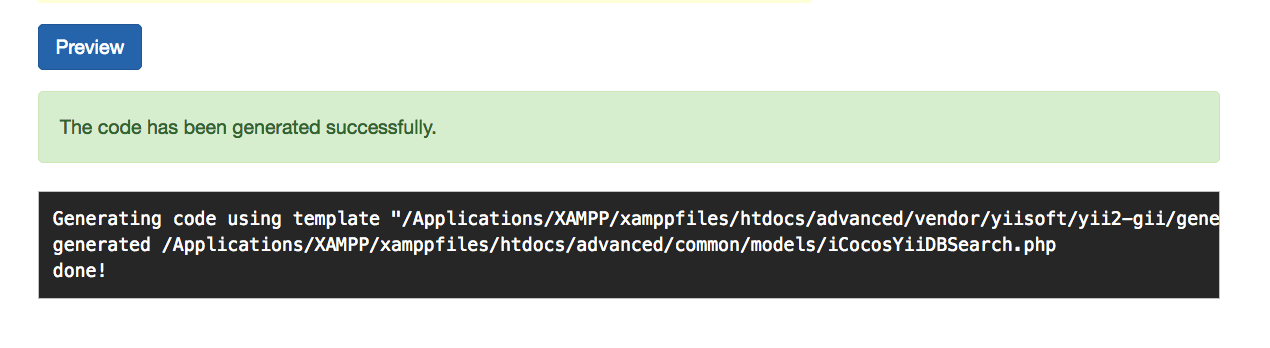 Preview
The code has been generated successfully.
Generating code using template "/Applications/XAMPP/xamppfiles/htdocs/advanced/vendor/yiisoft/yii2-gii/gene
generated /Applications/XAMPP/xamppfiles/htdocs/advanced/common/models/iCocosYiiDBSearch.php
done!